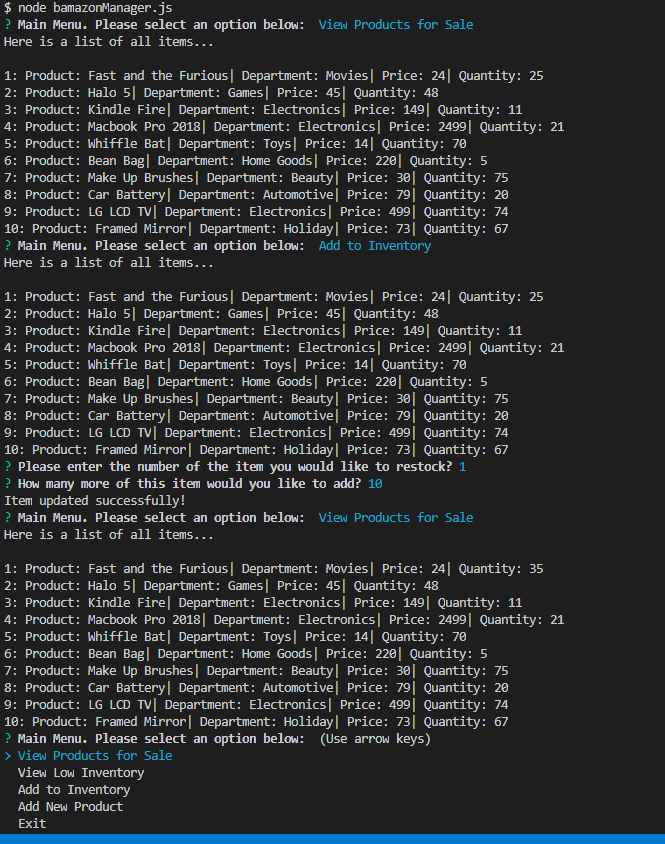 $ node bamazonManager.js
? Main Menu. Please select an option below:  View Products for Sale
Here is a list of all items...
1: Product: Fast and the Furious| Department: Movies| Price: 24| Quantity: 25
2: Product: Halo 5| Department: Games| Price: 45| Quantity: 48
3: Product: Kindle Fire| Department: Electronics| Price: 149| Quantity: 11
4: Product: Macbook Pro 2018| Department: Electronics| Price: 2499| Quantity: 21
5: Product: Whiffle Bat| Department: Toys| Price: 14| Quantity: 70
6: Product: Bean Bag| Department: Home Goods| Price: 220| Quantity: 5
7: Product: Make Up Brushes| Department: Beauty| Price: 30| Quantity: 75
8: Product: Car Battery| Department: Automotive| Price: 79| Quantity: 20
9: Product: LG LCD TV| Department: Electronics| Price: 499| Quantity: 74
10: Product: Framed Mirror| Department: Holiday| Price: 73| Quantity: 67
? Main Menu. Please select an option below:  Add to Inventory
Here is a list of all items...
1: Product: Fast and the Furious| Department: Movies| Price: 24| Quantity: 25
2: Product: Halo 5| Department: Games| Price: 45| Quantity: 48
3: Product: Kindle Fire| Department: Electronics| Price: 149| Quantity: 11
4: Product: Macbook Pro 2018| Department: Electronics| Price: 2499| Quantity: 21
5: Product: Whiffle Bat| Department: Toys| Price: 14| Quantity: 70
6: Product: Bean Bag| Department: Home Goods| Price: 220| Quantity: 5
7: Product: Make Up Brushes| Department: Beauty| Price: 30| Quantity: 75
8: Product: Car Battery| Department: Automotive| Price: 79| Quantity: 20
9: Product: LG LCD TV| Department: Electronics| Price: 499| Quantity: 74
10: Product: Framed Mirror| Department: Holiday| Price: 73| Quantity: 67
? Please enter the number of the item you would like to restock? 1
? How many more of this item would you like to add? 10
Item updated successfully!
? Main Menu. Please select an option below:  View Products for Sale
Here is a list of all items...
1: Product: Fast and the Furious| Department: Movies| Price: 24| Quantity: 35
2: Product: Halo 5| Department: Games| Price: 45| Quantity: 48
3: Product: Kindle Fire| Department: Electronics| Price: 149| Quantity: 11
4: Product: Macbook Pro 2018| Department: Electronics| Price: 2499| Quantity: 21
5: Product: Whiffle Bat| Department: Toys| Price: 14| Quantity: 70
6: Product: Bean Bag| Department: Home Goods| Price: 220| Quantity: 5
7: Product: Make Up Brushes| Department: Beauty| Price: 30| Quantity: 75
8: Product: Car Battery| Department: Automotive| Price: 79| Quantity: 20
9: Product: LG LCD TV| Department: Electronics| Price: 499| Quantity: 74
10: Product: Framed Mirror| Department: Holiday| Price: 73| Quantity: 67
? Main Menu. Please select an option below:  (Use arrow keys)
> View Products for Sale
View Low Inventory
Add to Inventory
Add New Product
Exit